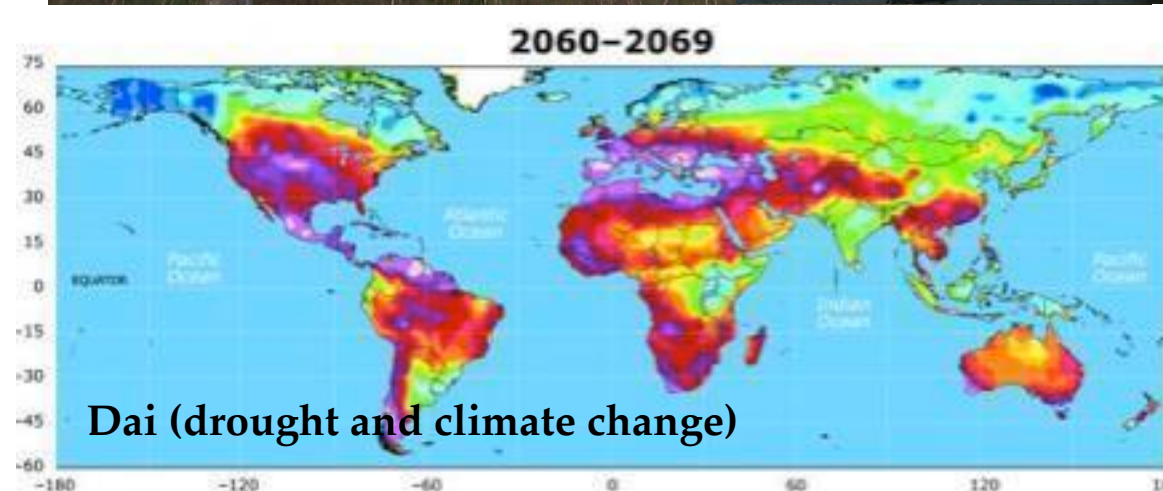 2060–2069
75
60
45
30
15
0
-15
-30
-45
-60
Atlantic
Ocean
Pacific
Ocean
EQUATOR
Pacific
Ocean
Indian
Ocean
Dai (drought and climate change)
-180 -120 -60 0 60 120